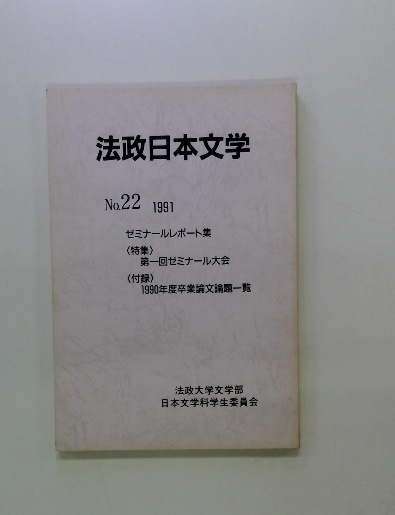 法政日本文学
No.22 1991
ゼミナールレポート集
〈特集〉
第一回ゼミナール大会
〈付録〉
1990年度卒業論文論題一覧
法政大学文学部
日本文学科学生委員会